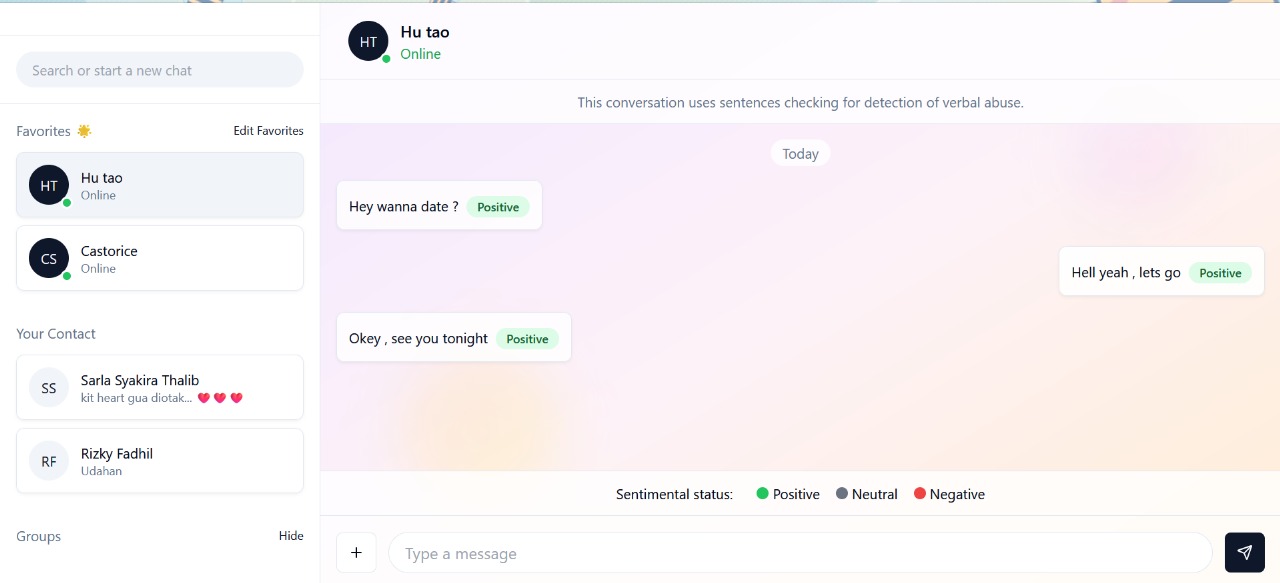 Search or start a new chat
Favorites 🌟 Edit Favorites
HT Hu tao
Online
CS Castorice
Online
Your Contact
SS Sarla Syakira Thalib
kit heart gua diotak... ❤️ ❤️ ❤️
RF Rizky Fadhil
Udahan
Groups Hide
HT Hu tao
Online
This conversation uses sentences checking for detection of verbal abuse.
Today
Hey wanna date ? Positive
Hell yeah , lets go Positive
Okey , see you tonight Positive
Sentimental status: Positive Neutral Negative
+ Type a message